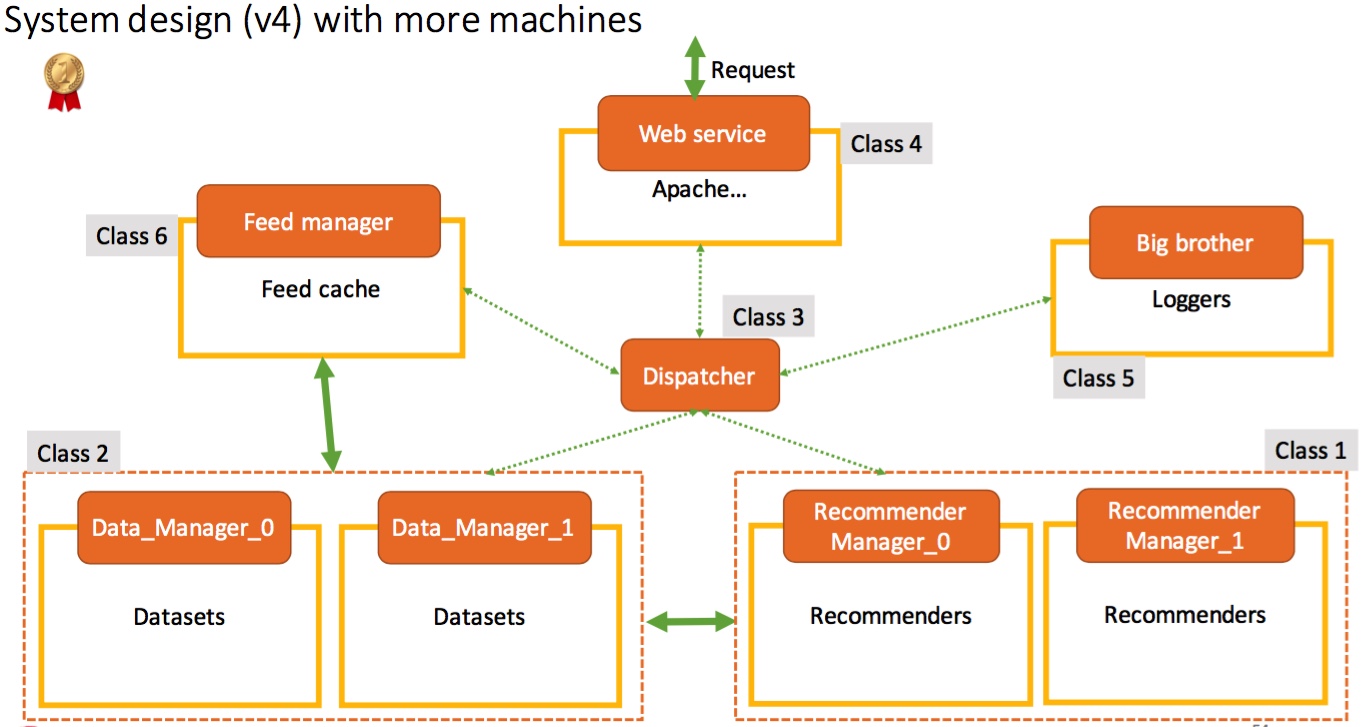 System design (v4) with more machines
1
Request
Web service
Class 4
Apache...
Feed manager
Class 6
Big brother
Feed cache
Loggers
Class 3
Dispatcher
Class 5
Class 2
Class 1
Data_Manager_0
Data_Manager_1
Recommender
Manager_0
Recommender
Manager_1
Datasets
Datasets
Recommenders
Recommenders